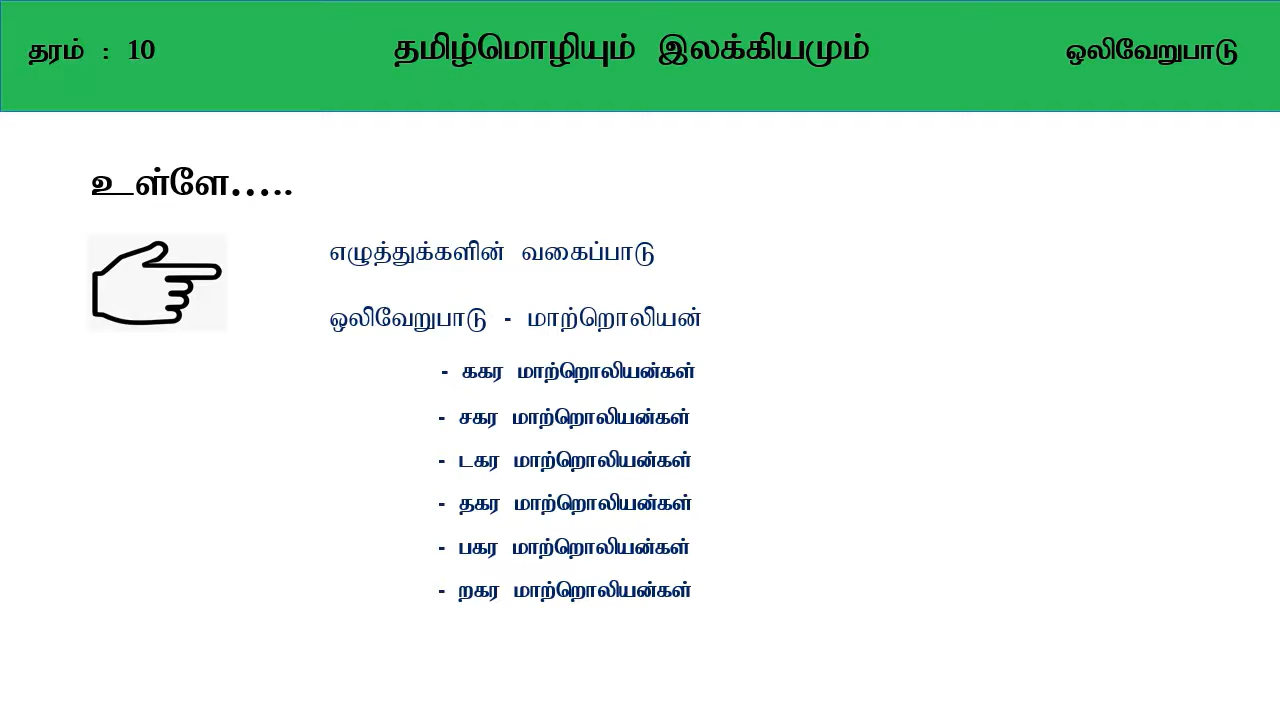 தரம் : 10 தமிழ்மொழியும் இலக்கியமும் ஒலிவேறுபாடு
உள்ளே.....
எழுத்துக்களின் வகைப்பாடு
ஒலிவேறுபாடு - மாற்றொலியன்
- ககர மாற்றொலியன்கள்
- சகர மாற்றொலியன்கள்
- டகர மாற்றொலியன்கள்
- தகர மாற்றொலியன்கள்
- பகர மாற்றொலியன்கள்
- றகர மாற்றொலியன்கள்